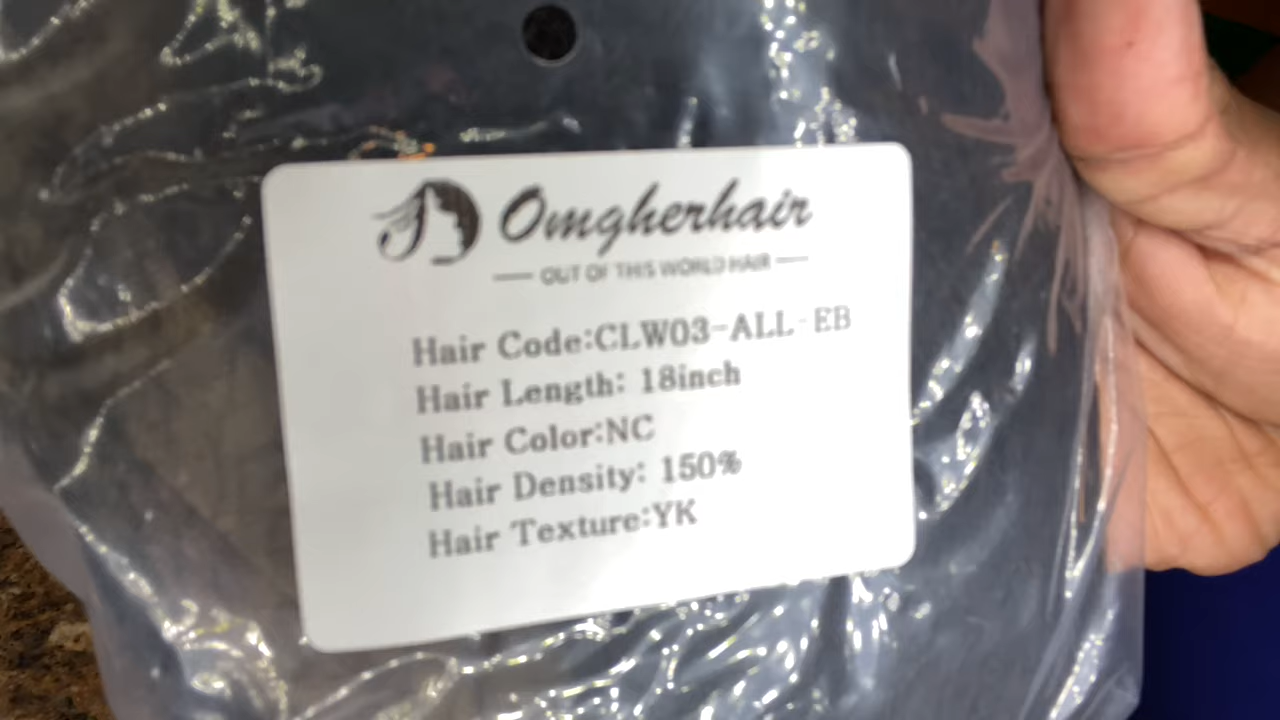 Omgherhair
OUT OF THIS WORLD HAIR
Hair Code:CLW03-ALL-EB
Hair Length: 18inch
Hair Color:NC
Hair Density: 150%
Hair Texture:YK